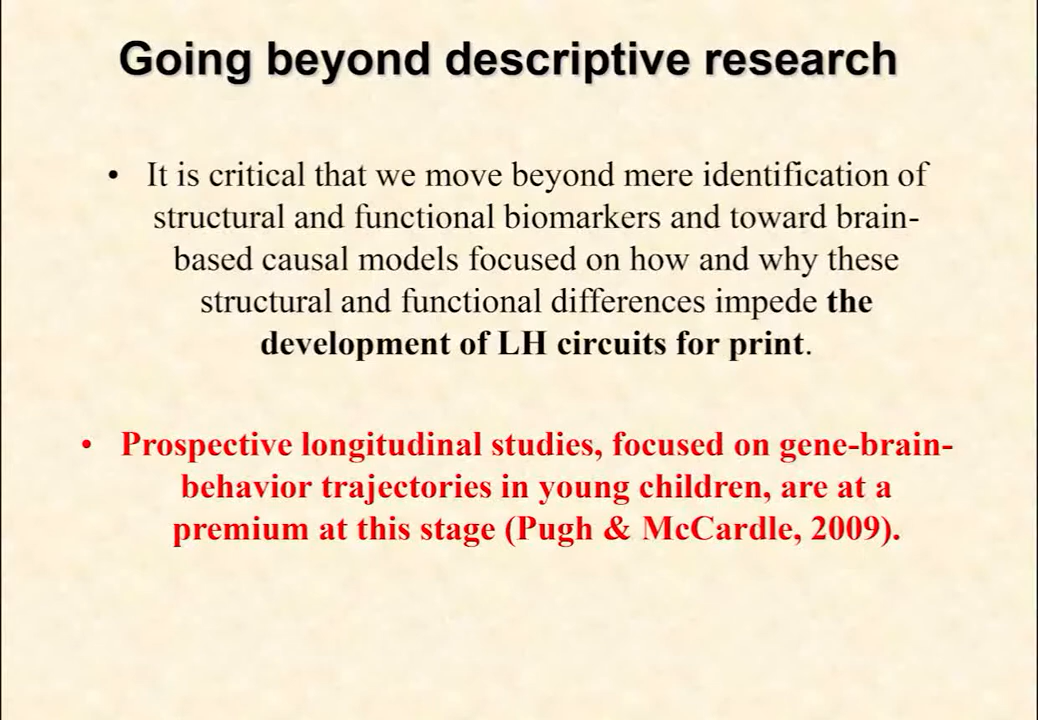 Going beyond descriptive research
• It is critical that we move beyond mere identification of
structural and functional biomarkers and toward brain-
based causal models focused on how and why these
structural and functional differences impede the
development of LH circuits for print.
• Prospective longitudinal studies, focused on gene-brain-
behavior trajectories in young children, are at a
premium at this stage (Pugh & McCardle, 2009).